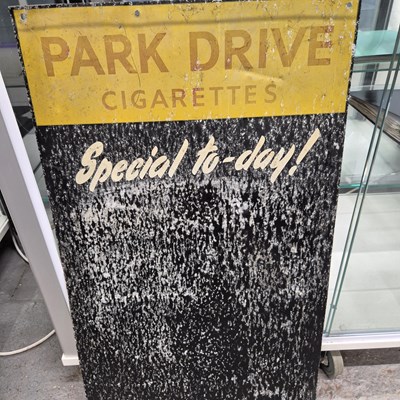 PARK DRIVE
CIGARETTES
Special to-day!